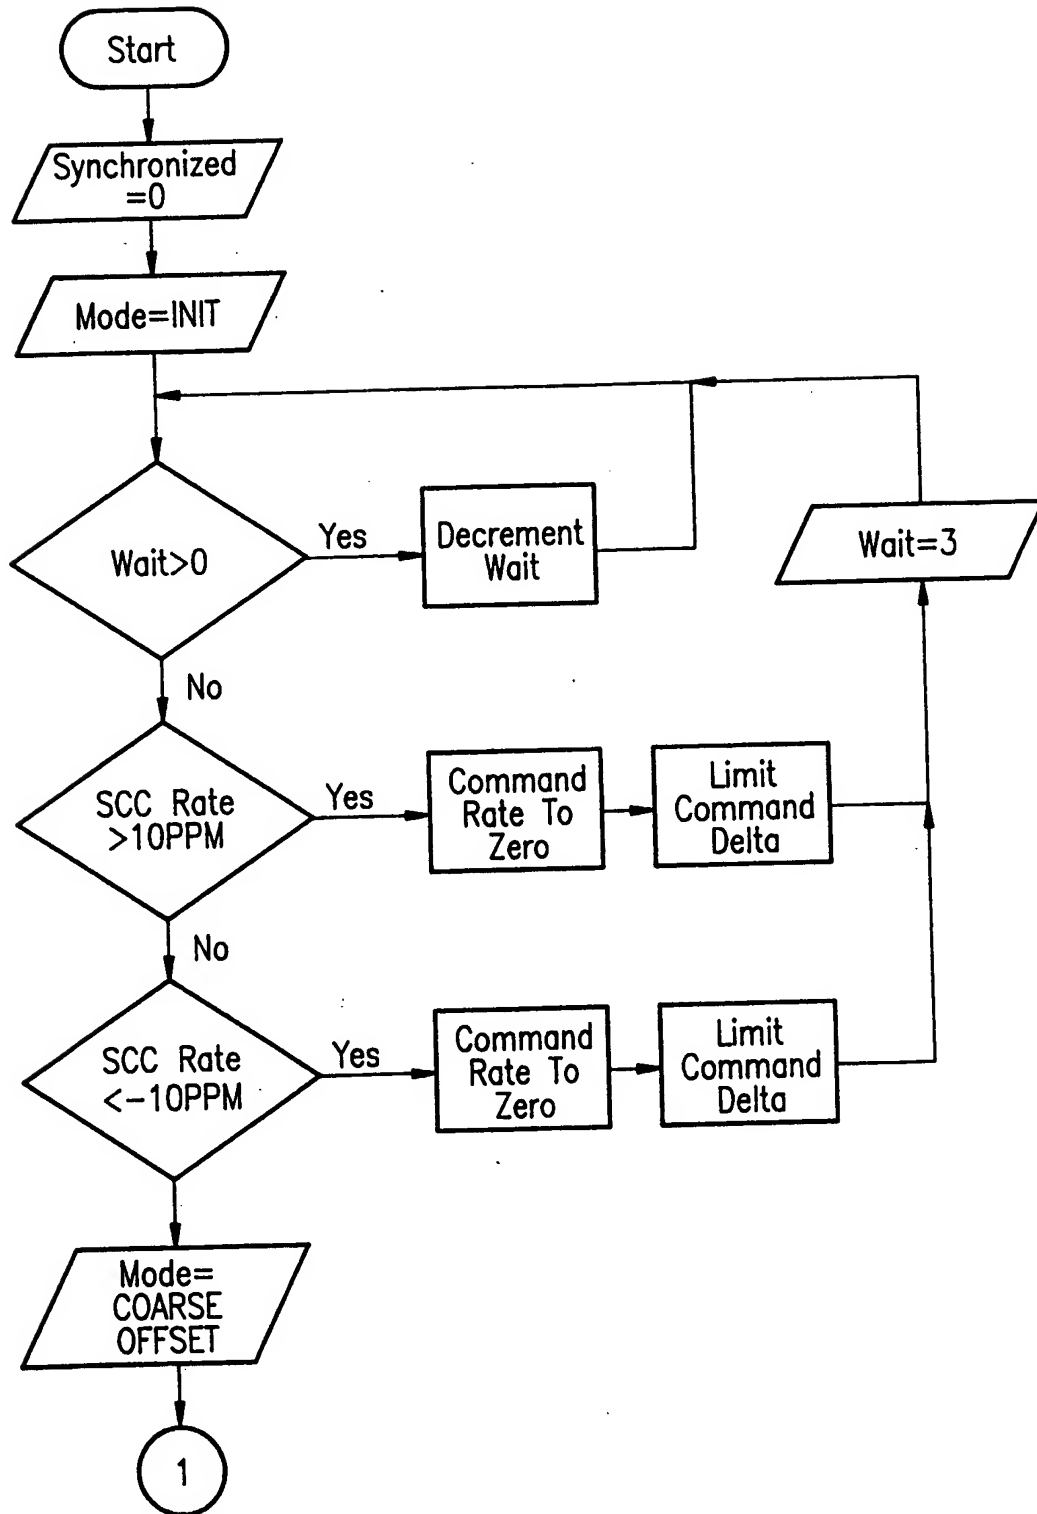 Start
Synchronized
=0
Mode=INIT
Wait>0
Yes
Decrement
Wait
Wait=3
No
SCC Rate
>10PPM
Yes
Command
Rate To
Zero
Limit
Command
Delta
No
SCC Rate
<-10PPM
Yes
Command
Rate To
Zero
Limit
Command
Delta
Mode=
COARSE
OFFSET
1